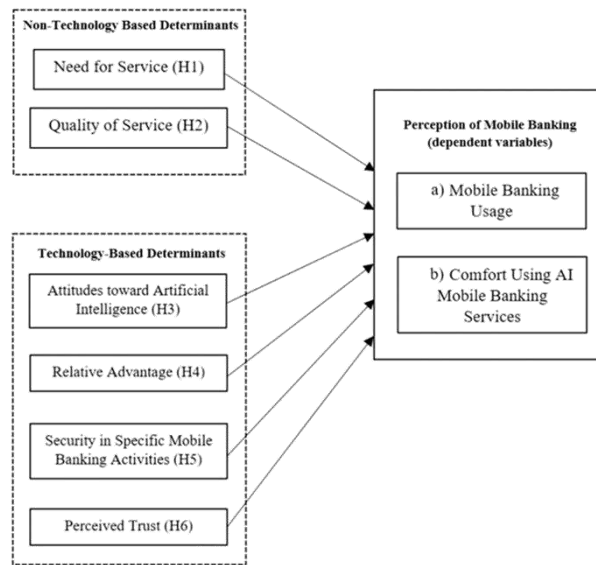 Non-Technology Based Determinants
Need for Service (H1)
Quality of Service (H2)
Technology-Based Determinants
Attitudes toward Artificial
Intelligence (H3)
Relative Advantage (H4)
Security in Specific Mobile
Banking Activities (H5)
Perceived Trust (H6)
Perception of Mobile Banking
(dependent variables)
a) Mobile Banking
Usage
b) Comfort Using AI
Mobile Banking
Services